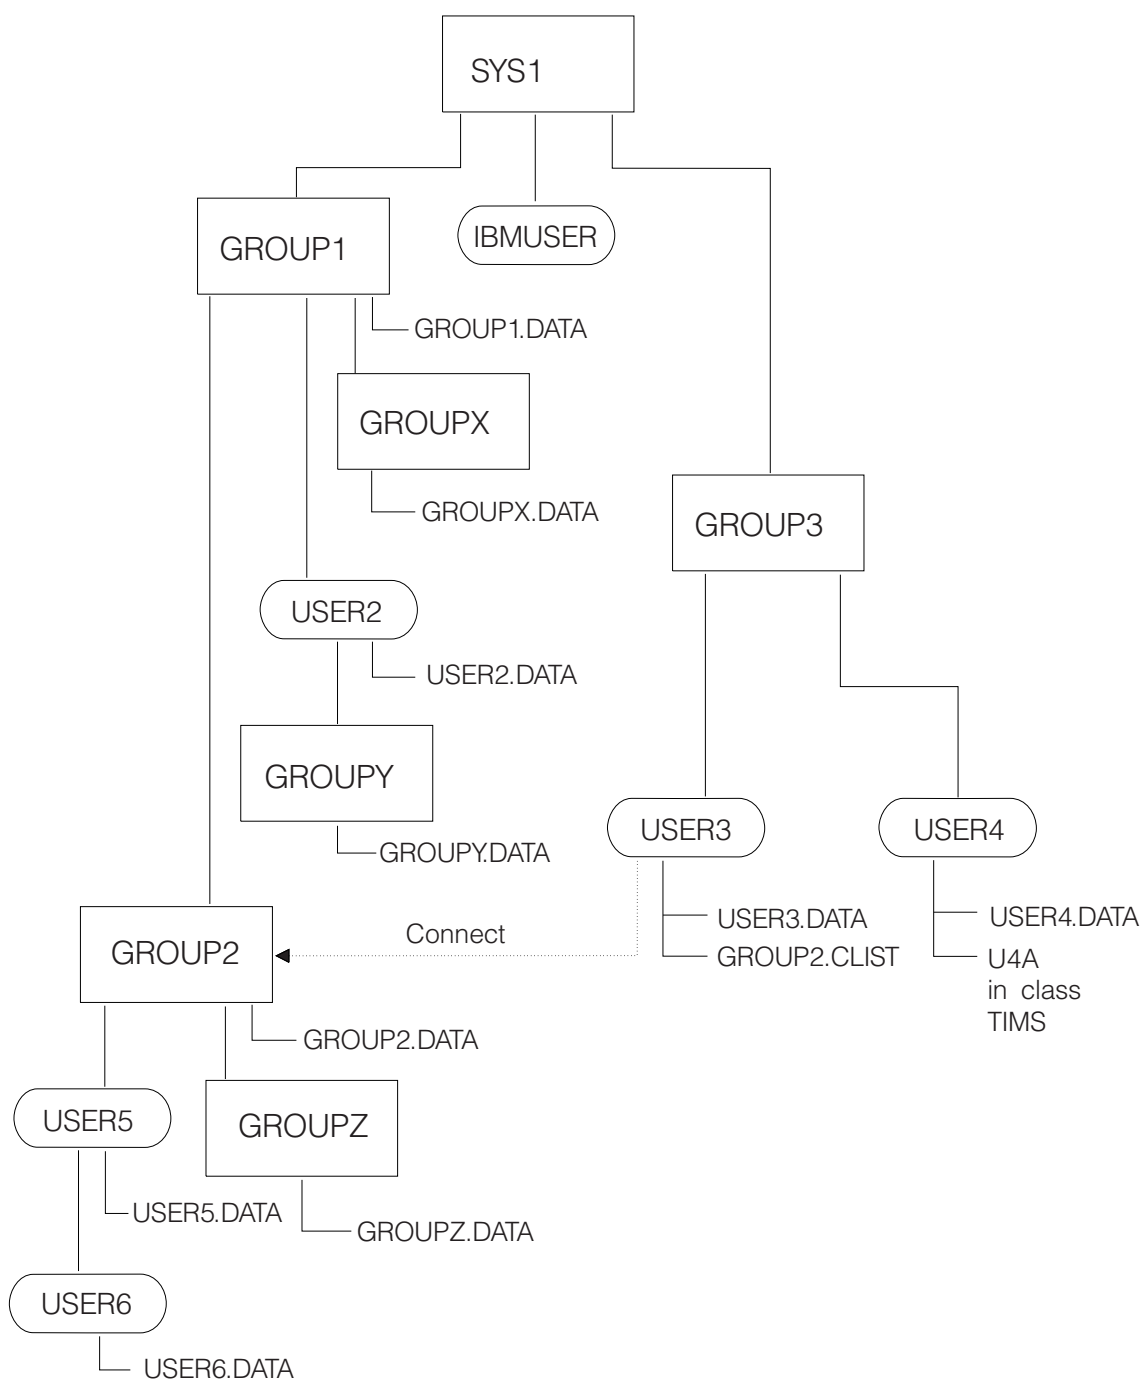 SYS1
IBMUSER
GROUP1
GROUP1.DATA
GROUPX
GROUPX.DATA
GROUP3
USER2
USER2.DATA
GROUPY
GROUPY.DATA
USER3
USER4
USER3.DATA
USER4.DATA
GROUP2.CLIST
U4A
in class
TIMS
Connect
GROUP2
GROUP2.DATA
USER5
GROUPZ
USER5.DATA
GROUPZ.DATA
USER6
USER6.DATA